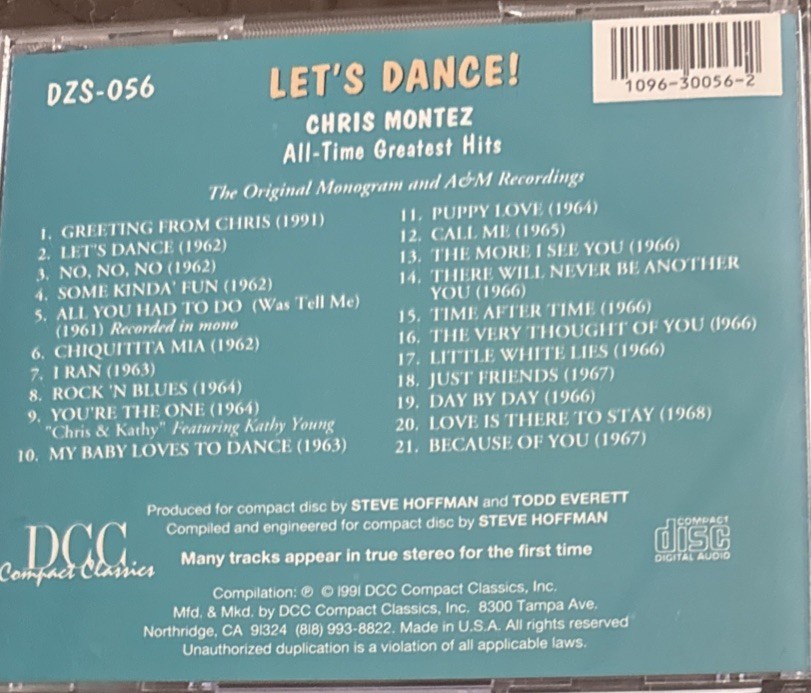 DZS-056
LET'S DANCE!
1096-30056-2
CHRIS MONTEZ
All-Time Greatest Hits
The Original Monogram and A&M Recordings
1. GREETING FROM CHRIS (1991)
2. LET'S DANCE (1962)
3. NO, NO, NO (1962)
4. SOME KINDA' FUN (1962)
5. ALL YOU HAD TO DO (Was Tell Me)
(1961) Recorded in mono
6. CHIQUITITA MIA (1962)
7. I RAN (1963)
8. ROCK 'N BLUES (1964)
9. YOU'RE THE ONE (1964)
"Chris & Kathy" Featuring Kathy Young
10. MY BABY LOVES TO DANCE (1963)
11. PUPPY LOVE (1964)
12. CALL ME (1965)
13. THE MORE I SEE YOU (1966)
14. THERE WILL NEVER BE ANOTHER
YOU (1966)
15. TIME AFTER TIME (1966)
16. THE VERY THOUGHT OF YOU (1966)
17. LITTLE WHITE LIES (1966)
18. JUST FRIENDS (1967)
19. DAY BY DAY (1966)
20. LOVE IS THERE TO STAY (1968)
21. BECAUSE OF YOU (1967)
Produced for compact disc by STEVE HOFFMAN and TODD EVERETT
Compiled and engineered for compact disc by STEVE HOFFMAN
DCC
Compact Classics
Many tracks appear in true stereo for the first time
COMPACT
disc
DIGITAL AUDIO
Compilation: ℗ © 1991 DCC Compact Classics, Inc.
Mfd. & Mkd. by DCC Compact Classics, Inc. 8300 Tampa Ave.
Northridge, CA 91324 (818) 993-8822. Made in U.S.A. All rights reserved
Unauthorized duplication is a violation of all applicable laws.